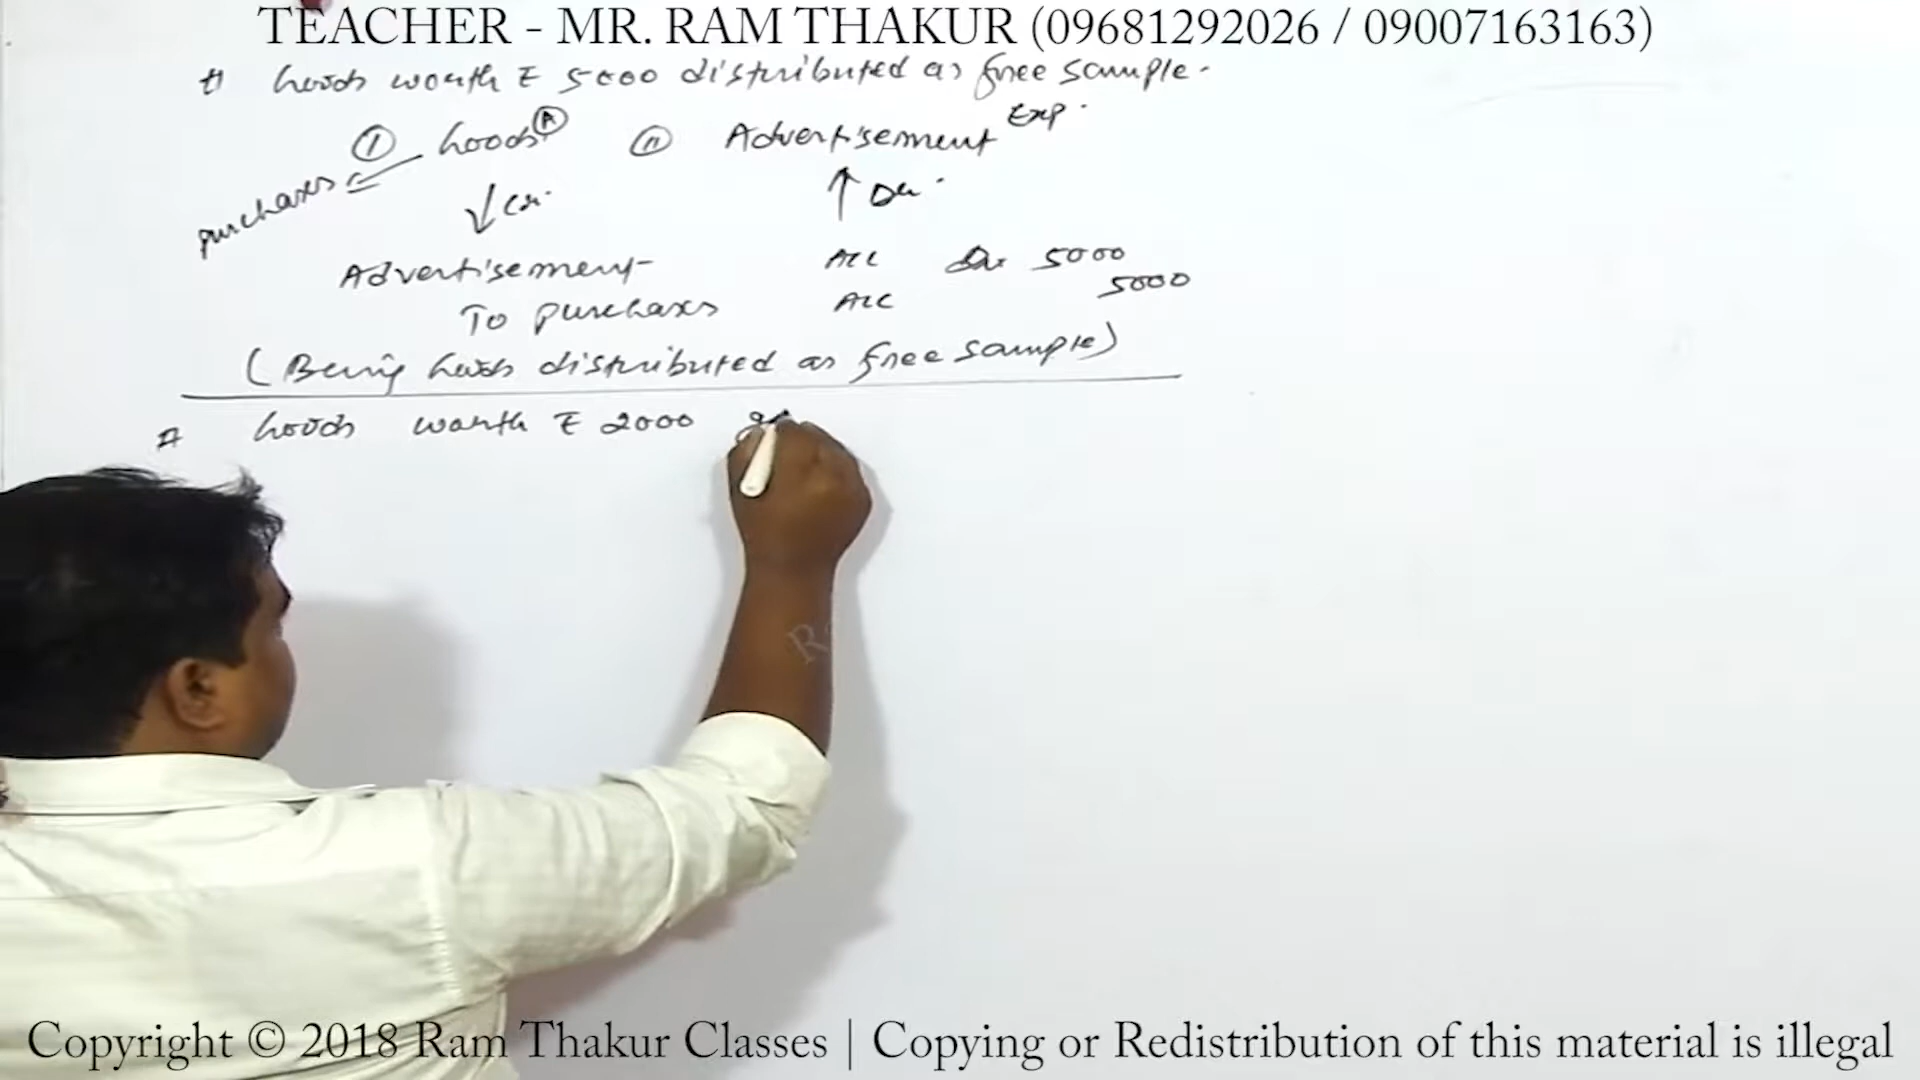 TEACHER - MR. RAM THAKUR (09681292026 / 09007163163)
# Goods worth ₹ 5000 distributed as free sample.
① Goods Ⓐ ② Advertisement Exp.
purchases
↓ Cr. ↑ Dr.
Advertisement A/C Dr 5000
To purchases A/C 5000
(Being Goods distributed as free sample)
# Goods worth ₹ 2000
Copyright © 2018 Ram Thakur Classes | Copying or Redistribution of this material is illegal